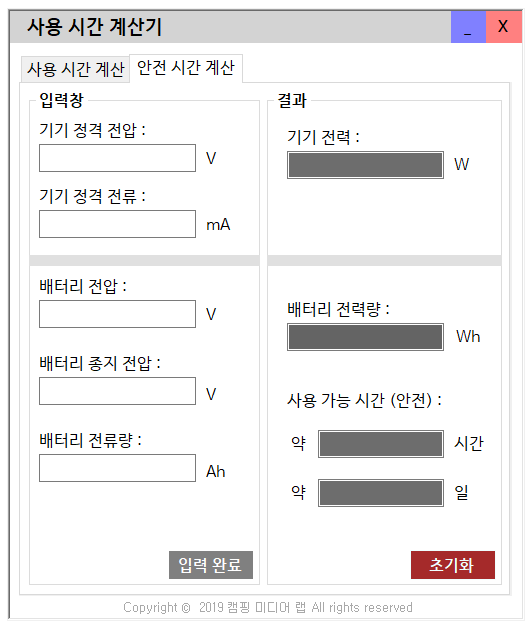 사용 시간 계산기
_ X
사용 시간 계산 안전 시간 계산
입력창
기기 정격 전압 :
V
기기 정격 전류 :
mA
배터리 전압 :
V
배터리 종지 전압 :
V
배터리 전류량 :
Ah
입력 완료
결과
기기 전력 :
W
배터리 전력량 :
Wh
사용 가능 시간 (안전) :
약 시간
약 일
초기화
Copyright © 2019 캠핑 미디어 랩 All rights reserved